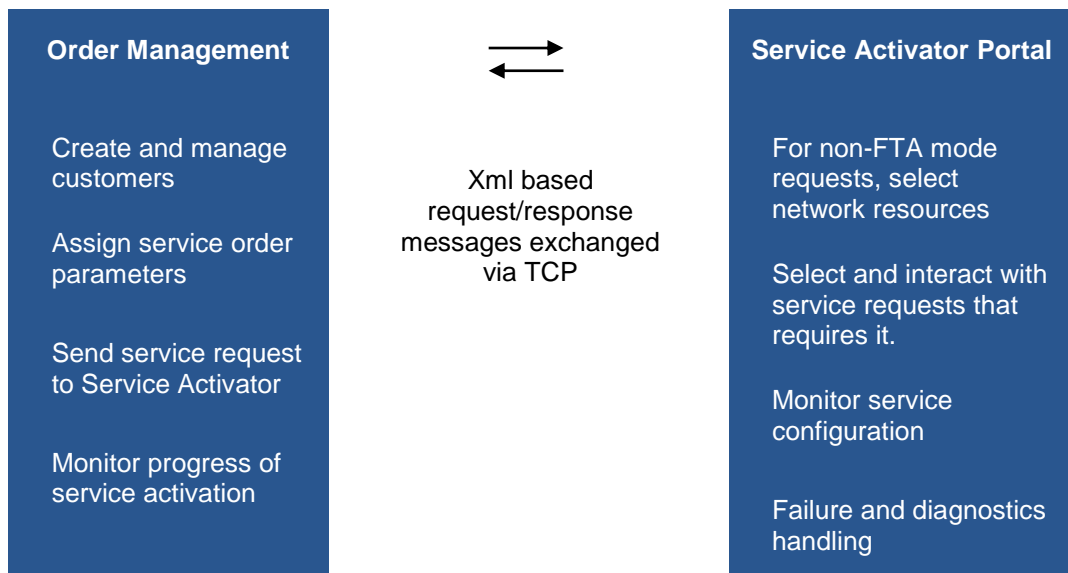 Order Management
Create and manage
customers
Assign service order
parameters
Send service request
to Service Activator
Monitor progress of
service activation
Xml based
request/response
messages exchanged
via TCP
Service Activator Portal
For non-FTA mode
requests, select
network resources
Select and interact with
service requests that
requires it.
Monitor service
configuration
Failure and diagnostics
handling